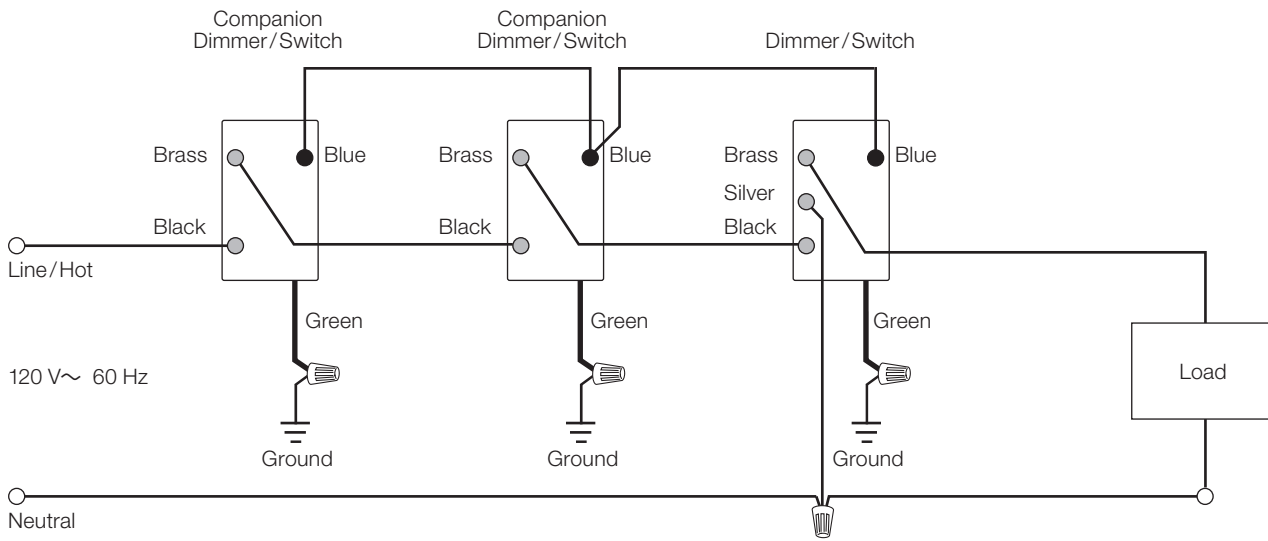 Companion
Dimmer/Switch
Companion
Dimmer/Switch
Dimmer/Switch
Brass
Blue
Brass
Blue
Brass
Blue
Silver
Black
Black
Black
Line/Hot
Green
Green
Green
120 V~ 60 Hz
Load
Ground
Ground
Ground
Neutral